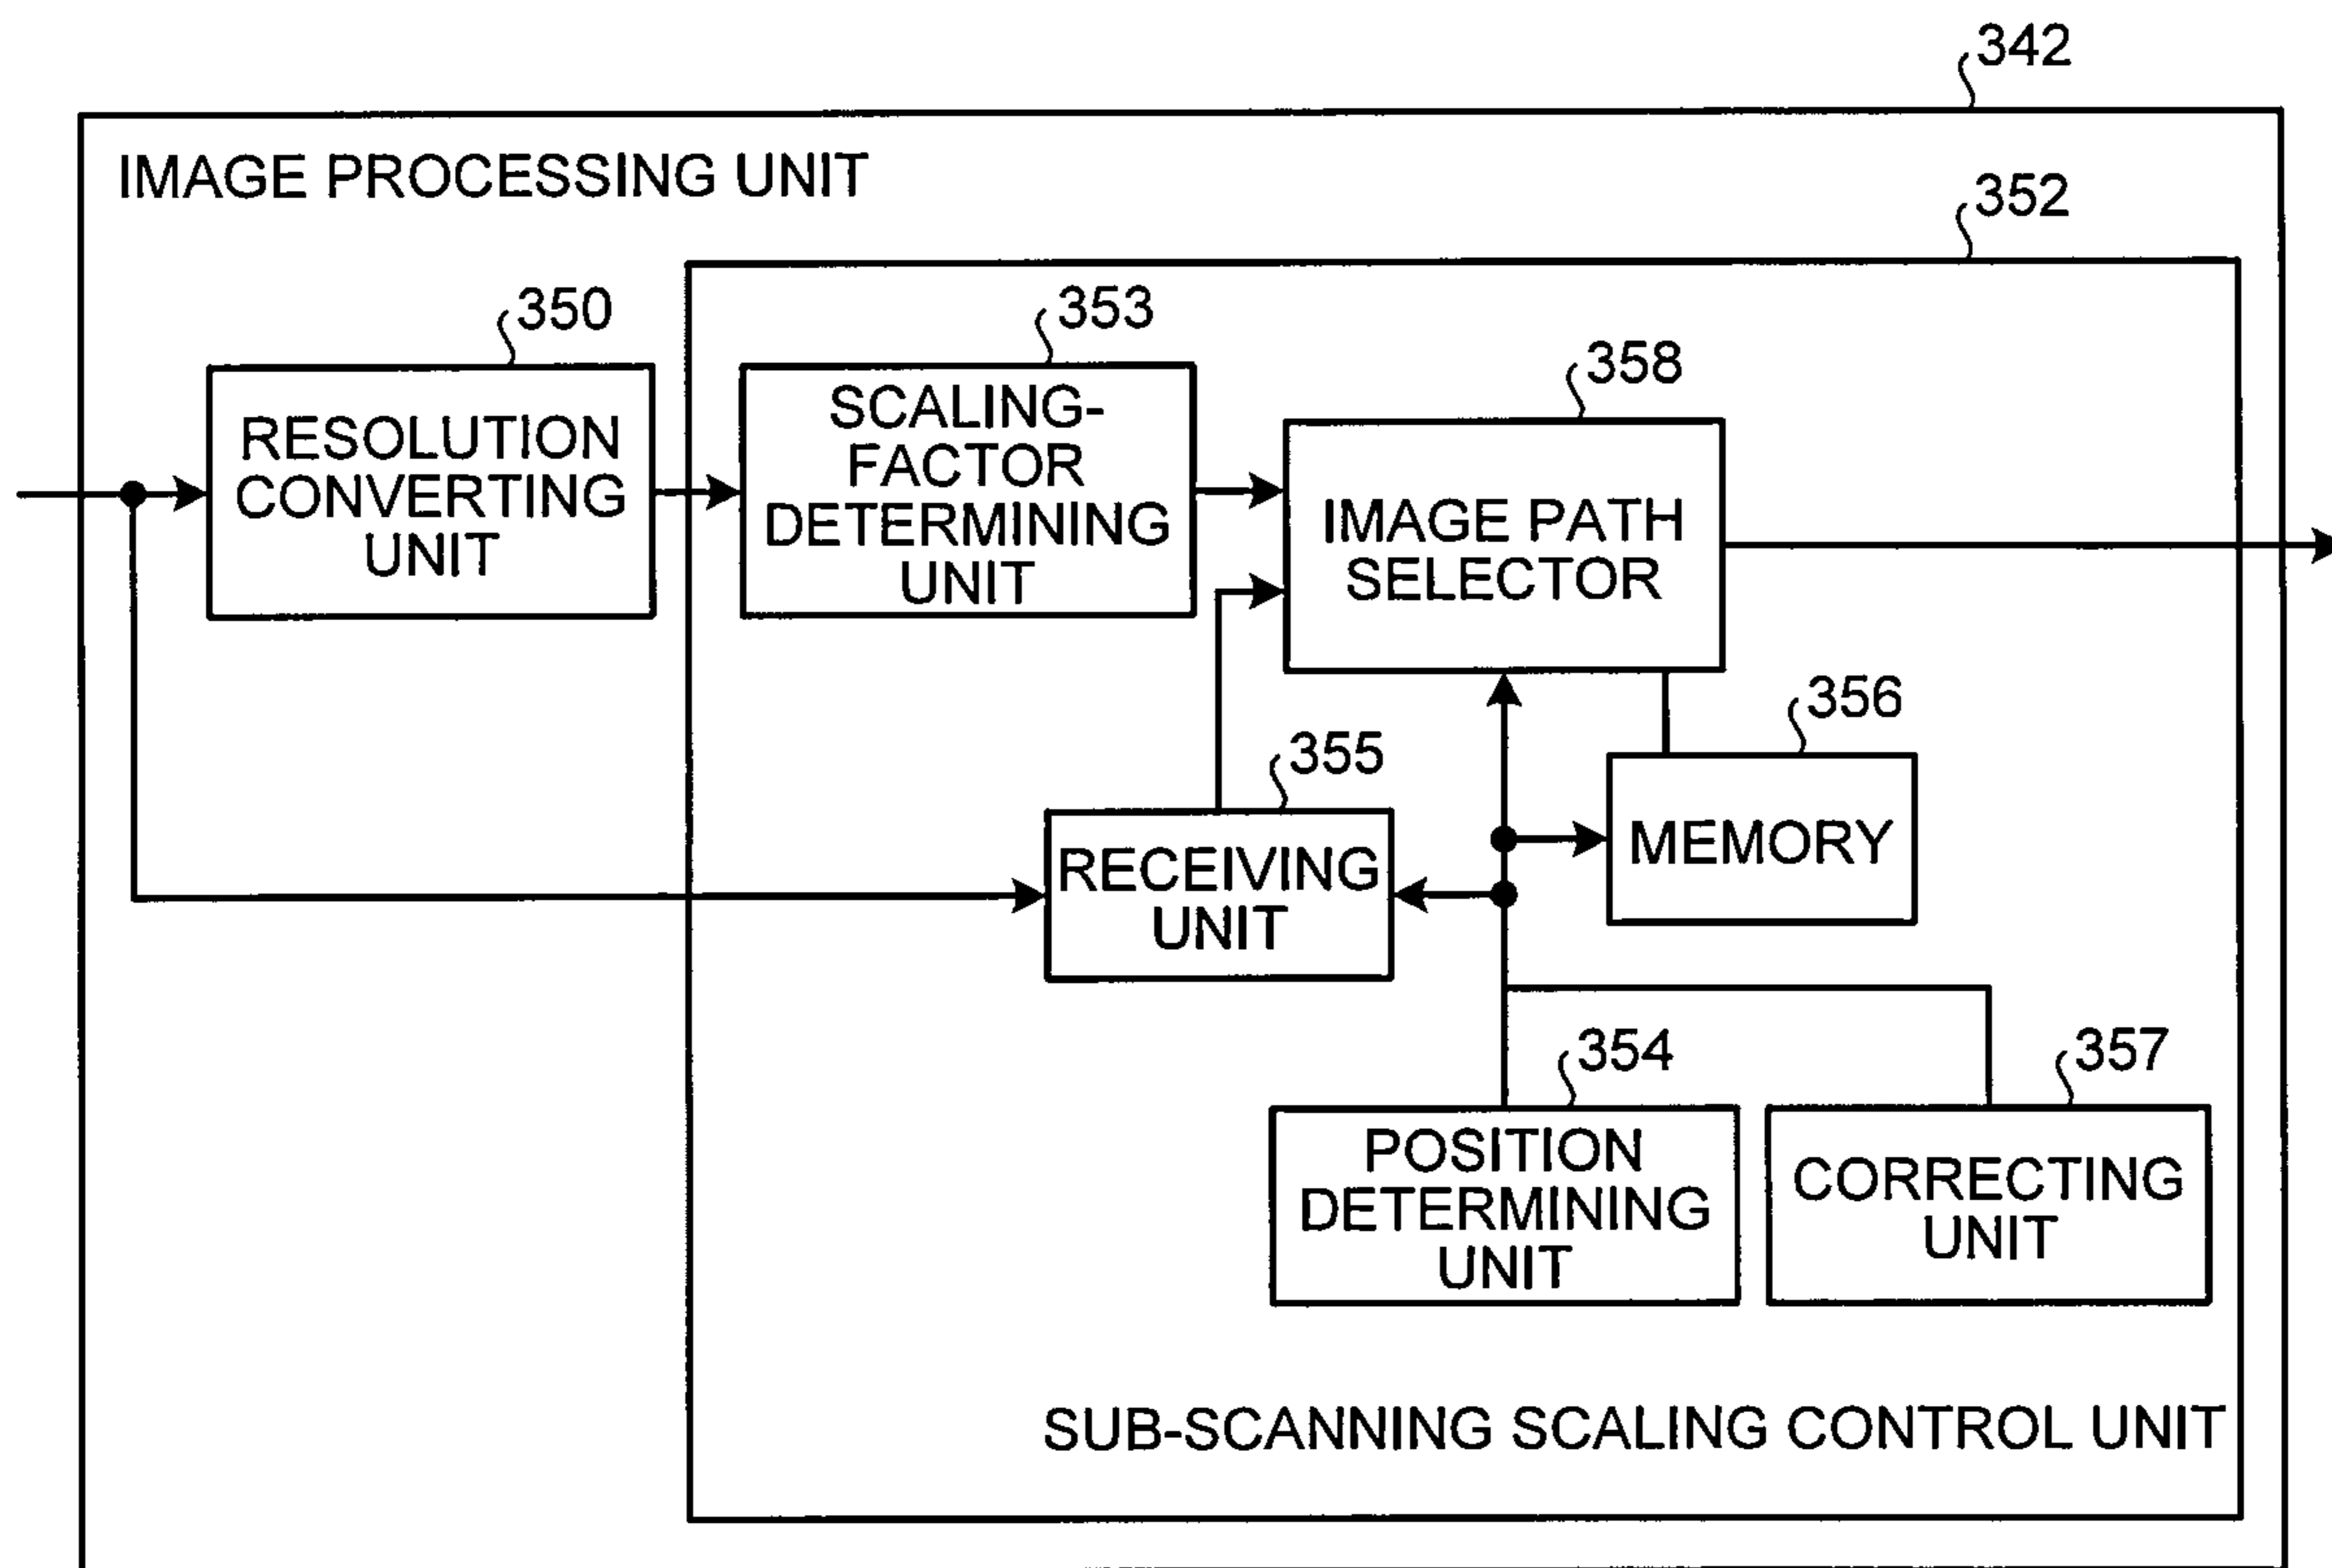 342
IMAGE PROCESSING UNIT
352
350
353
358
RESOLUTION
CONVERTING
UNIT
SCALING-
FACTOR
DETERMINING
UNIT
IMAGE PATH
SELECTOR
356
355
MEMORY
RECEIVING
UNIT
354
357
POSITION
DETERMINING
UNIT
CORRECTING
UNIT
SUB-SCANNING SCALING CONTROL UNIT